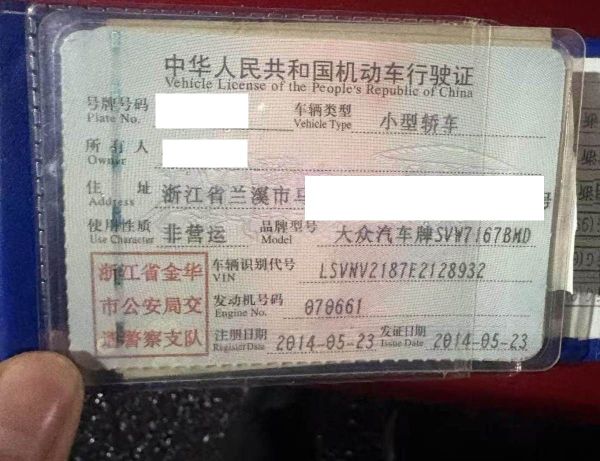 中华人民共和国机动车行驶证
Vehicle License of the People's Republic of China
号牌号码 车辆类型 小型轿车
Plate No. Vehicle Type
所有人
Owner
住址 浙江省兰溪市马 号
Address
使用性质 非营运 品牌型号 大众汽车牌SVW7167BMD
Use Character Model
浙江省金华
市公安局交
通警察支队
车辆识别代号 LSVNV2187E2128932
VIN
发动机号码 070661
Engine No.
注册日期 2014-05-23 发证日期 2014-05-23
Register Date Issue Date